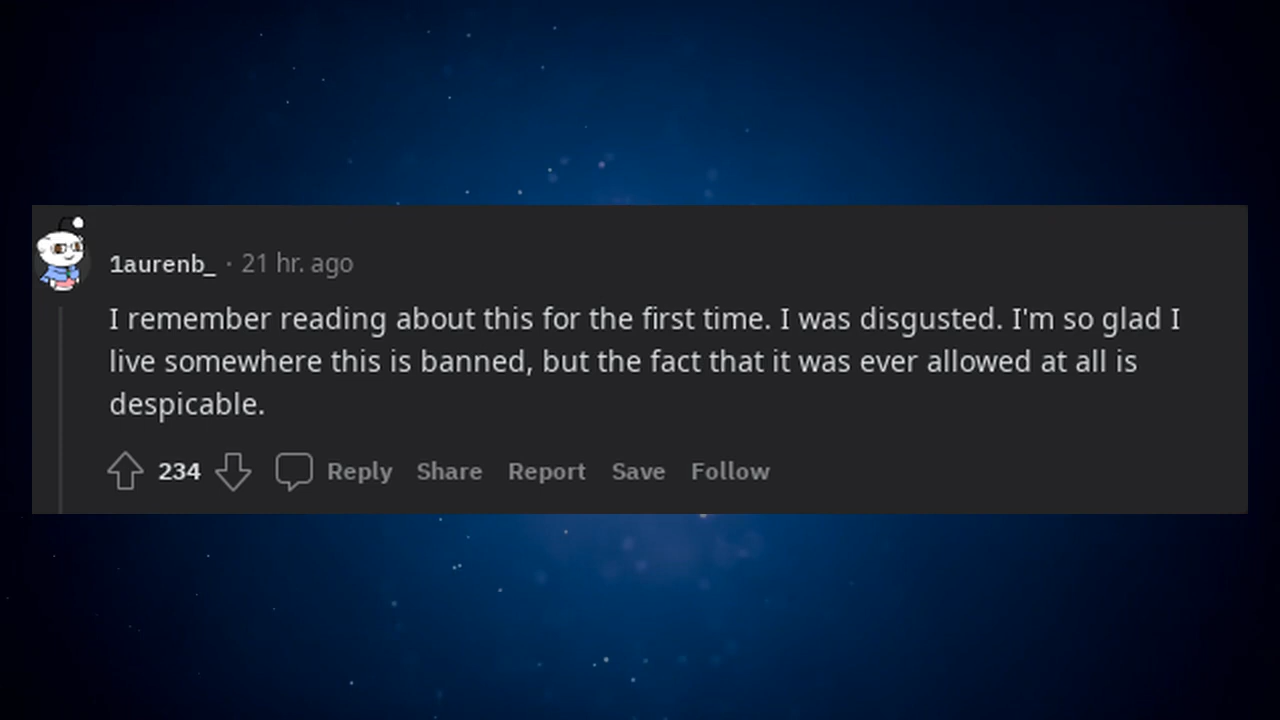 1aurenb_ · 21 hr. ago
I remember reading about this for the first time. I was disgusted. I'm so glad I
live somewhere this is banned, but the fact that it was ever allowed at all is
despicable.
234 Reply Share Report Save Follow